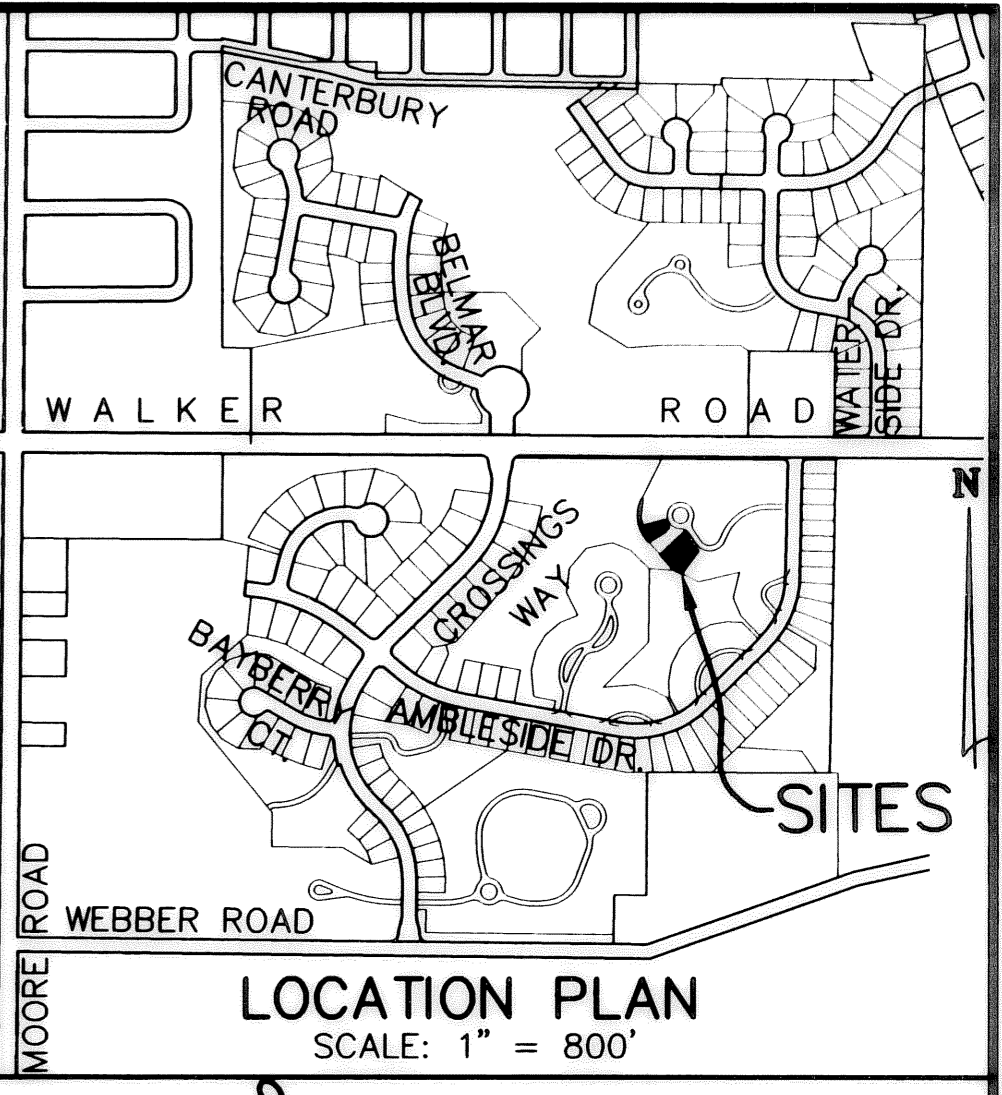 CANTERBURY
ROAD
BELMAR
BLVD.
WATER
SIDE DR.
WALKER ROAD
N
CROSSINGS
WAY
BAYBERR
CT.
AMBLESIDE DR.
SITES
MOORE ROAD
WEBBER ROAD
LOCATION PLAN
SCALE: 1" = 800'